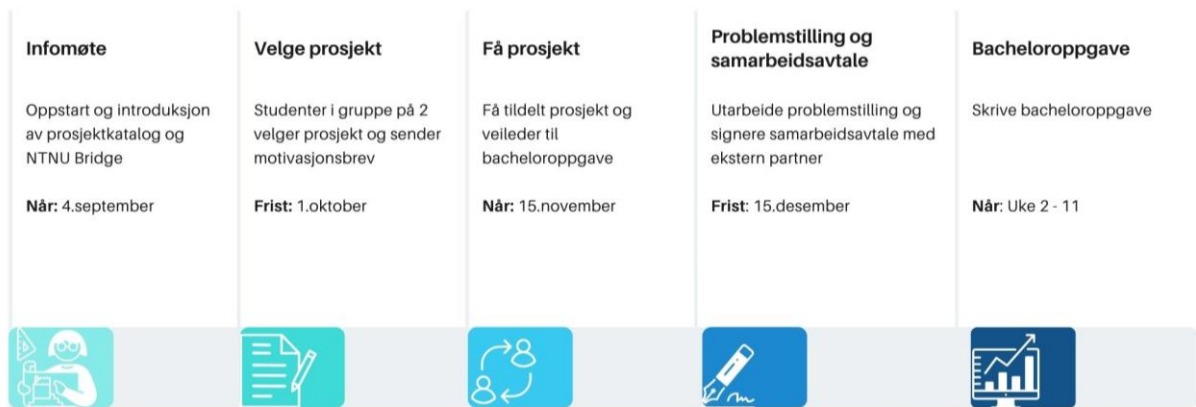 Infomøte
Oppstart og introduksjon
av prosjektkatalog og
NTNU Bridge
Når: 4.september
Velge prosjekt
Studenter i gruppe på 2
velger prosjekt og sender
motivasjonsbrev
Frist: 1.oktober
Få prosjekt
Få tildelt prosjekt og
veileder til
bacheloroppgave
Når: 15.november
Problemstilling og
samarbeidsavtale
Utarbeide problemstilling og
signere samarbeidsavtale med
ekstern partner
Frist: 15.desember
Bacheloroppgave
Skrive bacheloroppgave
Når: Uke 2 - 11